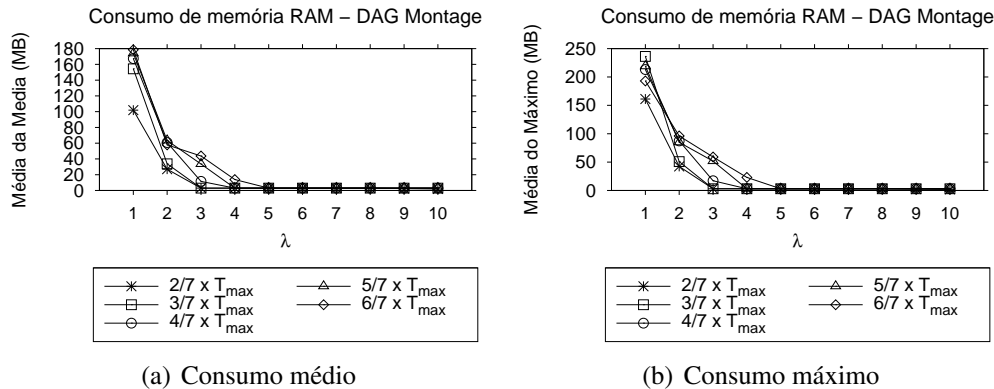 Consumo de memória RAM – DAG Montage
Média da Media (MB)
180
160
140
120
100
80
60
40
20
0
1 2 3 4 5 6 7 8 9 10
λ
2/7 x Tmax
3/7 x Tmax
4/7 x Tmax
5/7 x Tmax
6/7 x Tmax
(a) Consumo médio
Consumo de memória RAM – DAG Montage
Média do Máximo (MB)
250
200
150
100
50
0
1 2 3 4 5 6 7 8 9 10
λ
2/7 x Tmax
3/7 x Tmax
4/7 x Tmax
5/7 x Tmax
6/7 x Tmax
(b) Consumo máximo